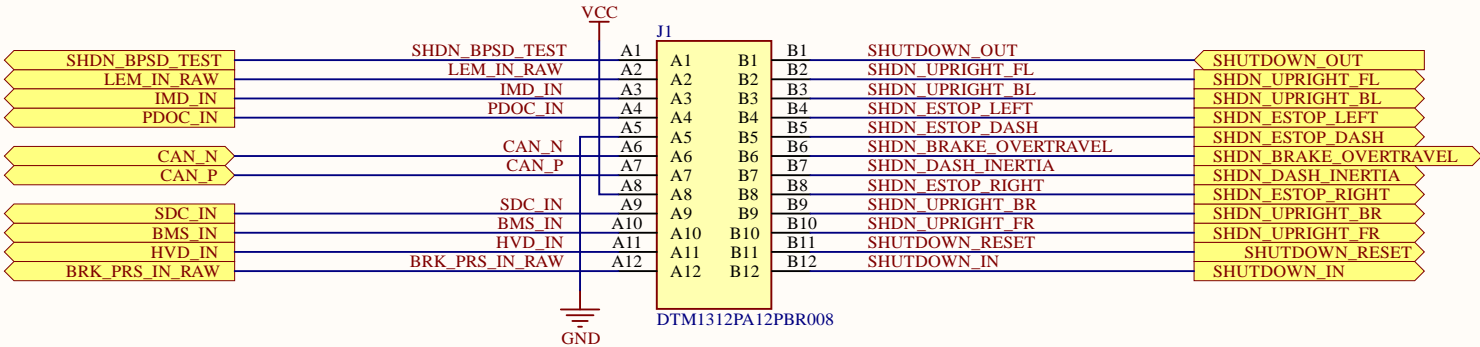 VCC
J1
SHDN_BPSD_TEST SHDN_BPSD_TEST A1 A1 B1 B1 SHUTDOWN_OUT SHUTDOWN_OUT
LEM_IN_RAW LEM_IN_RAW A2 A2 B2 B2 SHDN_UPRIGHT_FL SHDN_UPRIGHT_FL
IMD_IN IMD_IN A3 A3 B3 B3 SHDN_UPRIGHT_BL SHDN_UPRIGHT_BL
PDOC_IN PDOC_IN A4 A4 B4 B4 SHDN_ESTOP_LEFT SHDN_ESTOP_LEFT
A5 A5 B5 B5 SHDN_ESTOP_DASH SHDN_ESTOP_DASH
CAN_N CAN_N A6 A6 B6 B6 SHDN_BRAKE_OVERTRAVEL SHDN_BRAKE_OVERTRAVEL
CAN_P CAN_P A7 A7 B7 B7 SHDN_DASH_INERTIA SHDN_DASH_INERTIA
A8 A8 B8 B8 SHDN_ESTOP_RIGHT SHDN_ESTOP_RIGHT
SDC_IN SDC_IN A9 A9 B9 B9 SHDN_UPRIGHT_BR SHDN_UPRIGHT_BR
BMS_IN BMS_IN A10 A10 B10 B10 SHDN_UPRIGHT_FR SHDN_UPRIGHT_FR
HVD_IN HVD_IN A11 A11 B11 B11 SHUTDOWN_RESET SHUTDOWN_RESET
BRK_PRS_IN_RAW BRK_PRS_IN_RAW A12 A12 B12 B12 SHUTDOWN_IN SHUTDOWN_IN
DTM1312PA12PBR008
GND